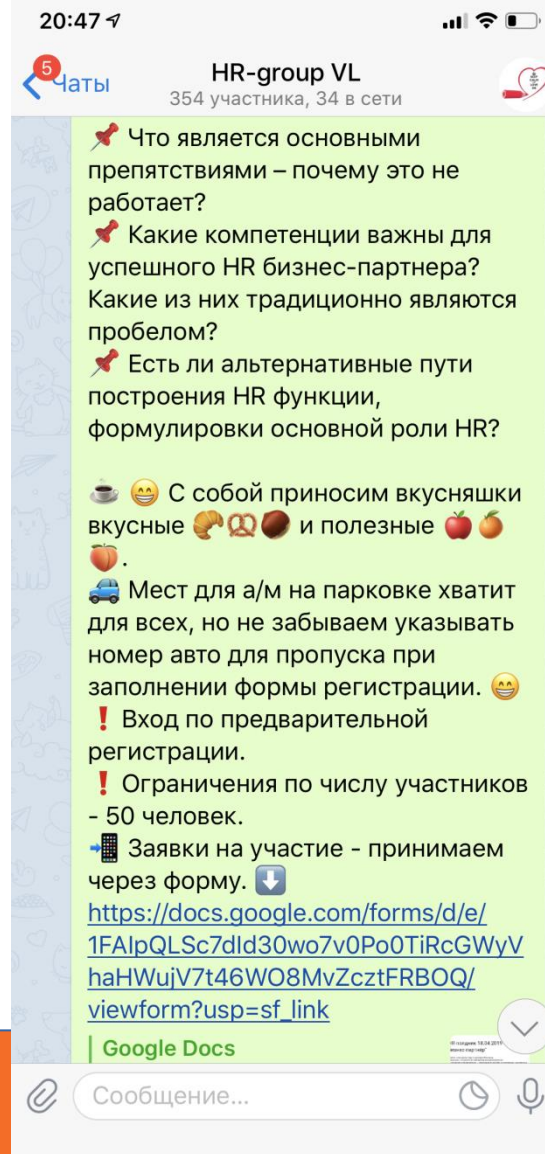 20:47
5
Чаты
HR-group VL
354 участника, 34 в сети
📌 Что является основными
препятствиями – почему это не
работает?
📌 Какие компетенции важны для
успешного HR бизнес-партнера?
Какие из них традиционно являются
пробелом?
📌 Есть ли альтернативные пути
построения HR функции,
формулировки основной роли HR?
☕ 😁 С собой приносим вкусняшки
вкусные 🥐🥨🌰 и полезные 🍎🍊
🍑.
🚙 Мест для а/м на парковке хватит
для всех, но не забываем указывать
номер авто для пропуска при
заполнении формы регистрации. 😁
❗ Вход по предварительной
регистрации.
❗ Ограничения по числу участников
- 50 человек.
📲 Заявки на участие - принимаем
через форму. ⬇️
https://docs.google.com/forms/d/e/
1FAIpQLSc7dId30wo7v0Po0TiRcGWyV
haHWujV7t46WO8MvZcztFRBOQ/
viewform?usp=sf_link
Google Docs
Сообщение...